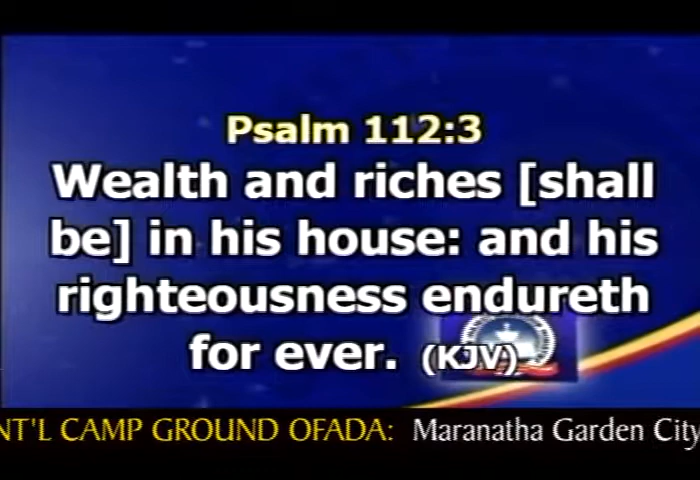 Psalm 112:3
Wealth and riches [shall
be] in his house: and his
righteousness endureth
for ever. (KJV)
NT'L CAMP GROUND OFADA: Maranatha Garden City